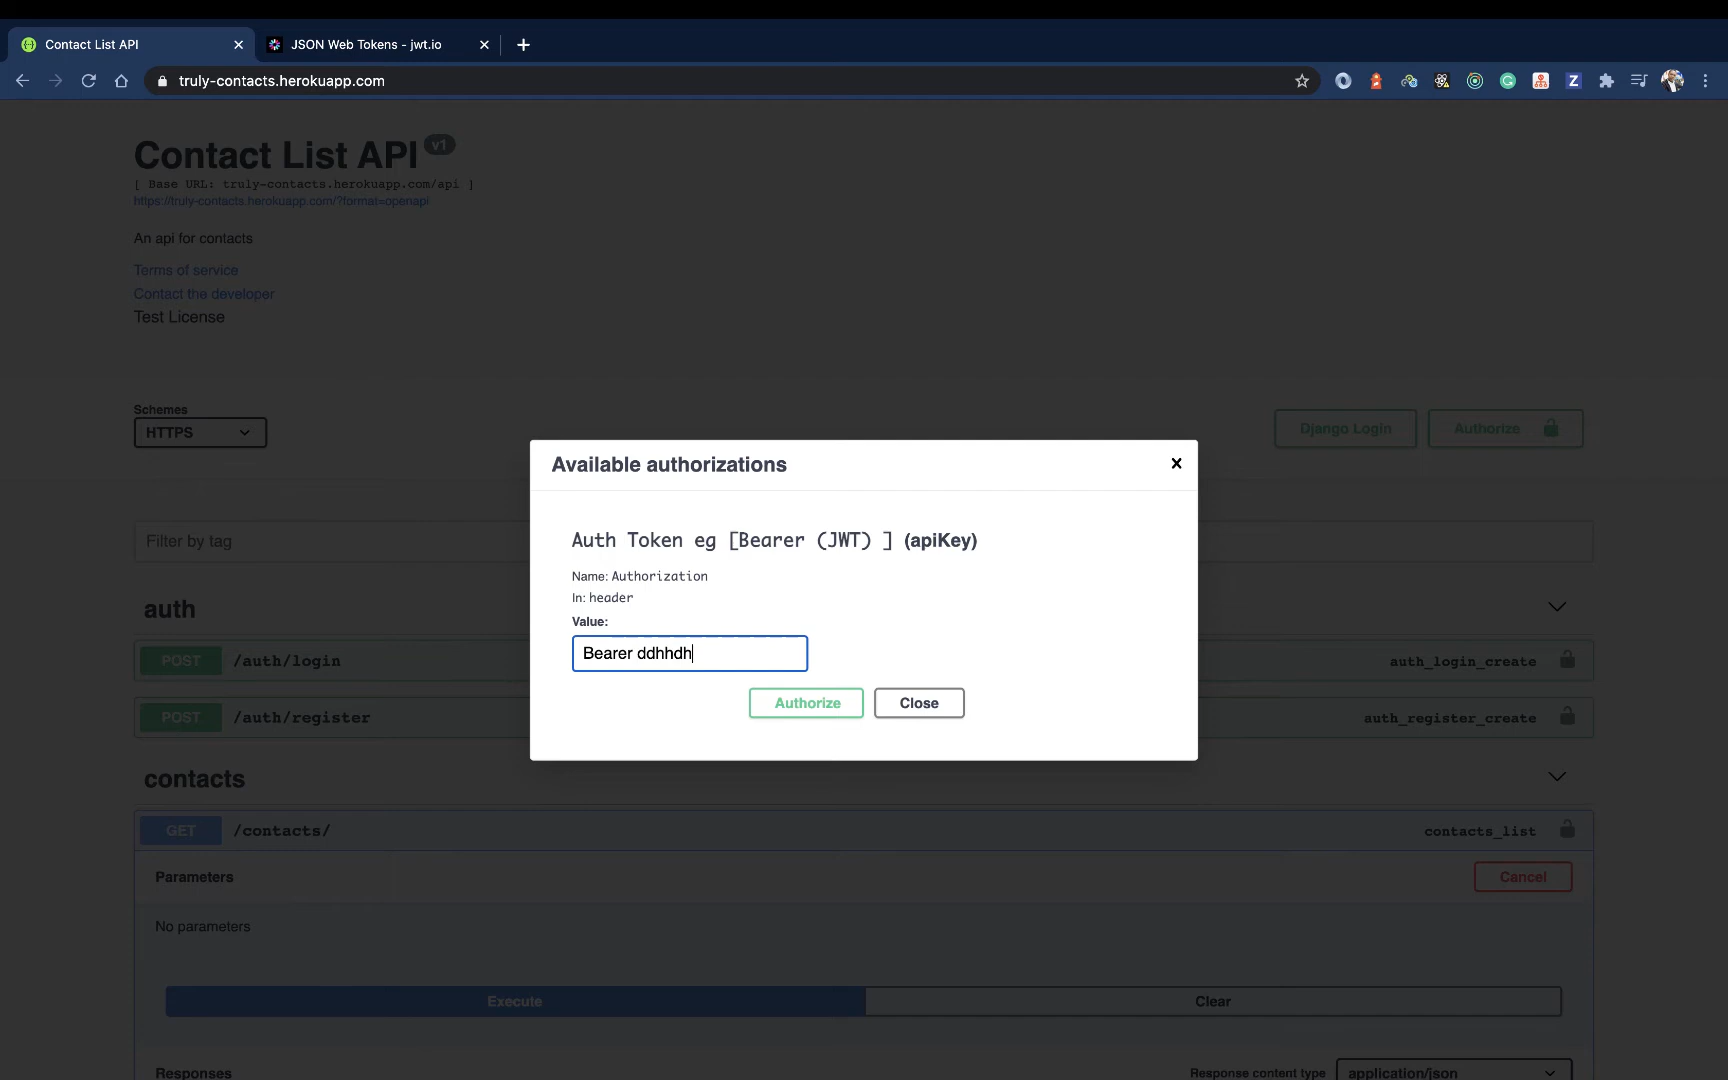 Contact List API
JSON Web Tokens - jwt.io
truly-contacts.herokuapp.com
Contact List API v1
[ Base URL: truly-contacts.herokuapp.com/api ]
https://truly-contacts.herokuapp.com/?format=openapi
An api for contacts
Terms of service
Contact the developer
Test License
Schemes
HTTPS
Django Login
Authorize
Available authorizations
Auth Token eg [Bearer (JWT) ] (apiKey)
Name: Authorization
In: header
Value:
Bearer ddhhdh
Authorize
Close
Filter by tag
auth
POST /auth/login auth_login_create
POST /auth/register auth_register_create
contacts
GET /contacts/ contacts_list
Parameters
Cancel
No parameters
Execute
Clear
Responses
Response content type
application/json